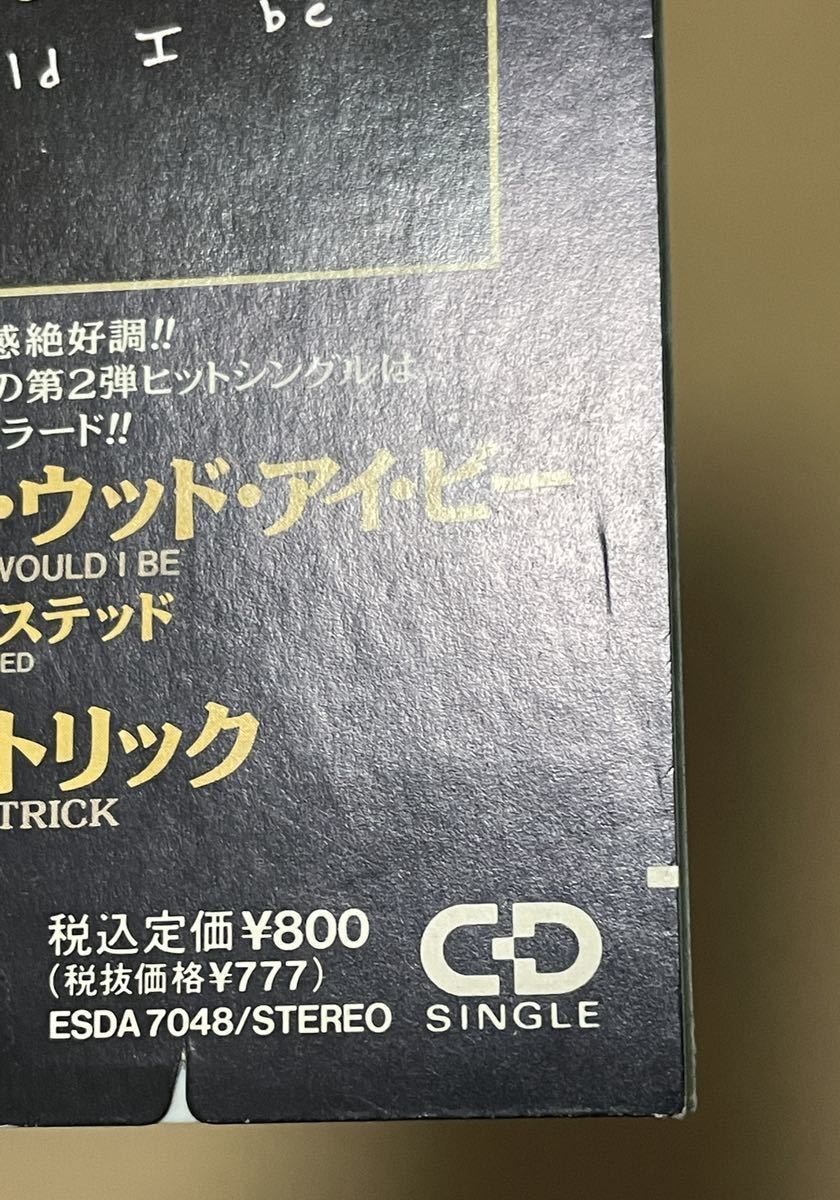 ld I be
感絶好調!!
の第2弾ヒットシングルは
ラード!!
・ウッド・アイ・ビー
WOULD I BE
ステッド
ED
トリック
TRICK
税込定価¥800
(税抜価格¥777)
ESDA 7048/STEREO
CD
SINGLE